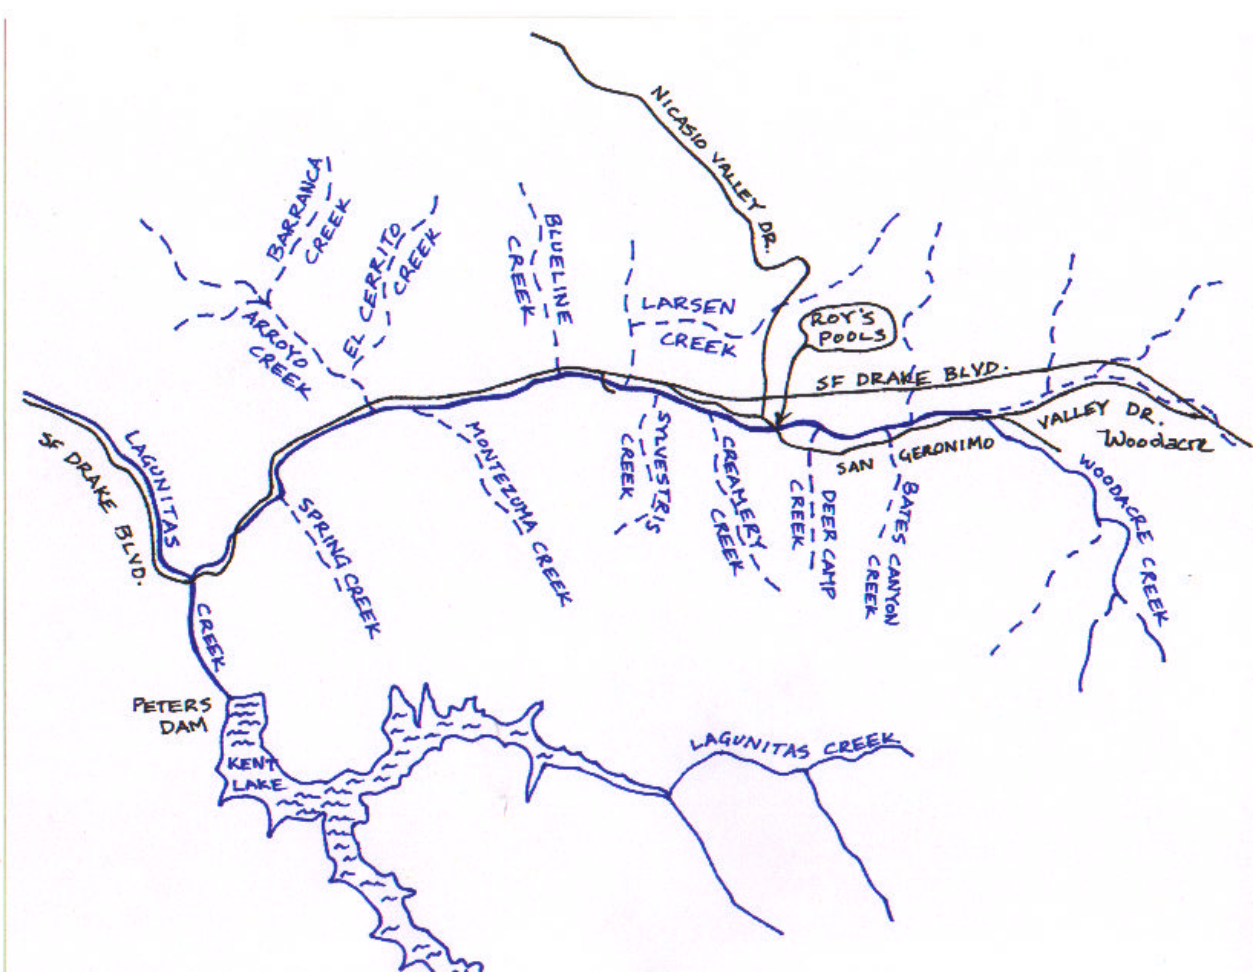 NICASIO VALLEY DR.
BARRANCA
CREEK
EL CERRITO
CREEK
ARROYO
CREEK
BLUELINE
CREEK
LARSEN
CREEK
ROY'S
POOLS
SF DRAKE BLVD.
VALLEY DR.
Woodacre
SAN GERONIMO
SF DRAKE BLVD.
LAGUNITAS
CREEK
SPRING CREEK
MONTEZUMA CREEK
SYLVESTRIS
CREEK
CREAMERY
CREEK
DEER CAMP
CREEK
BATES CANYON
CREEK
WOODACRE CREEK
PETERS
DAM
KENT
LAKE
LAGUNITAS CREEK